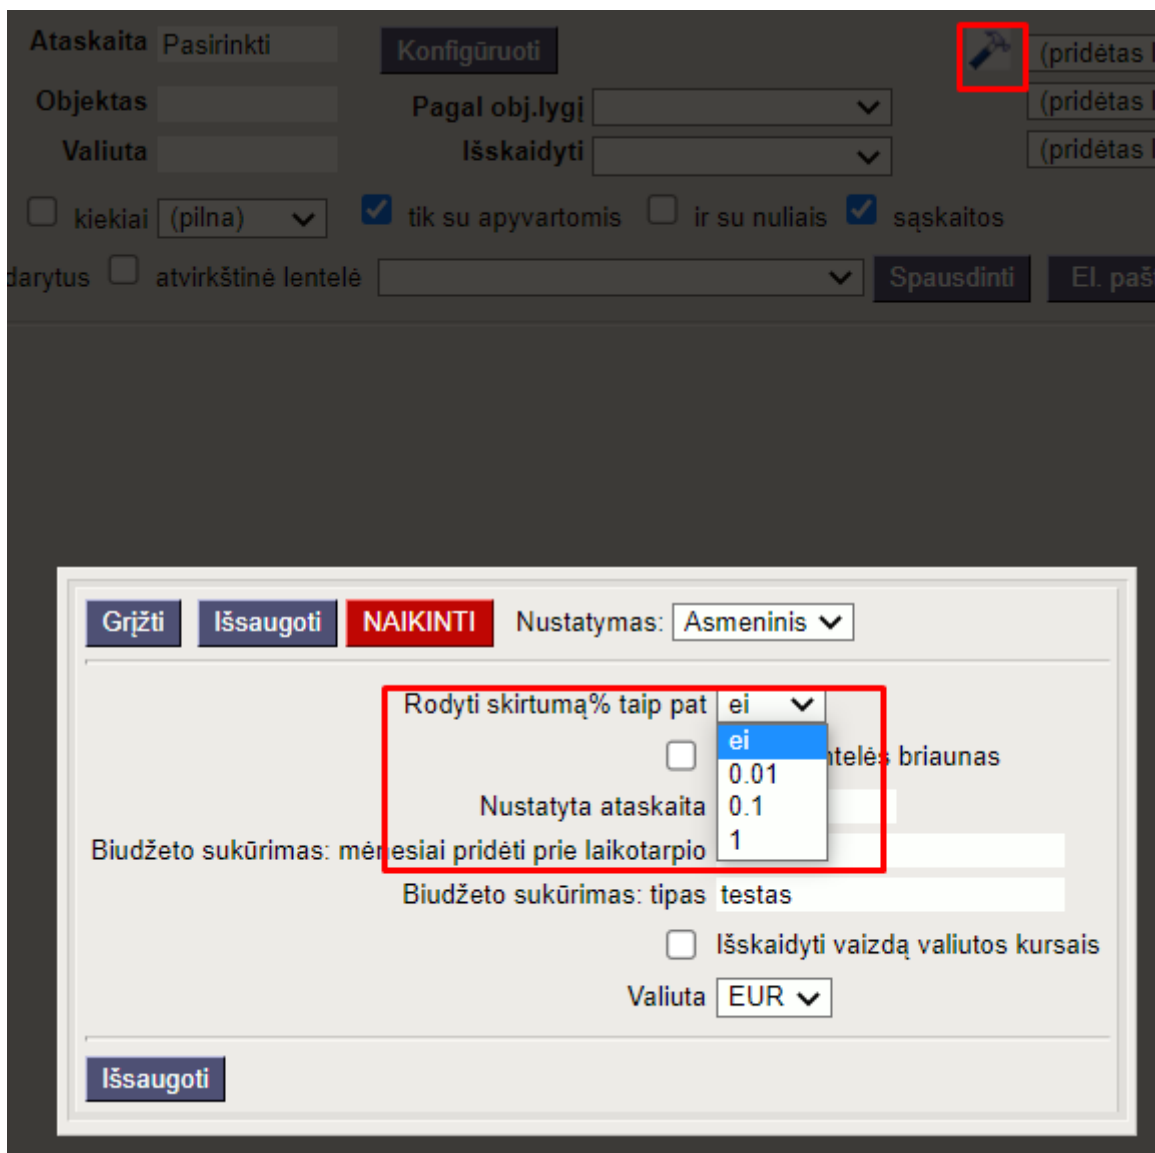 Ataskaita Pasirinkti Konfigūruoti (pridėtas
Objektas Pagal obj.lygį (pridėtas
Valiuta Išskaidyti (pridėtas
kiekiai (pilna) tik su apyvartomis ir su nuliais sąskaitos
darytus atvirkštinė lentelė Spausdinti El. paš
Grįžti Išsaugoti NAIKINTI Nustatymas: Asmeninis
Rodyti skirtumą% taip pat ei
ei
ntelės briaunas
0.01
Nustatyta ataskaita 0.1
Biudžeto sukūrimas: mėnesiai pridėti prie laikotarpio 1
Biudžeto sukūrimas: tipas testas
Išskaidyti vaizdą valiutos kursais
Valiuta EUR
Išsaugoti